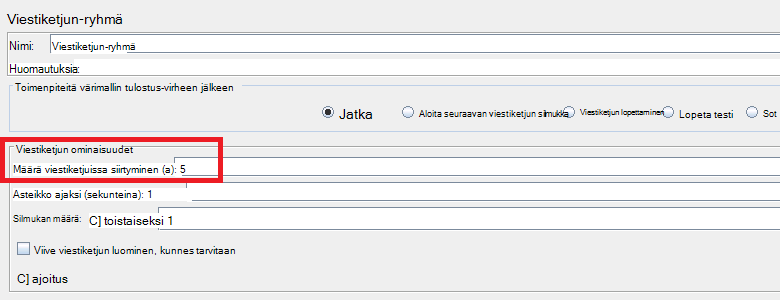 Viestiketjun-ryhmä
Nimi: Viestiketjun-ryhmä
Huomautuksia:
Toimenpiteitä värimallin tulostus-virheen jälkeen
Jatka Aloita seuraavan viestiketjun silmukka Viestiketjun lopettaminen Lopeta testi Sot
Viestiketjun ominaisuudet
Määrä viestiketjuissa siirtyminen (a): 5
Asteikko ajaksi (sekunteina): 1
Silmukan määrä: C] toistaiseksi 1
Viive viestiketjun luominen, kunnes tarvitaan
C] ajoitus